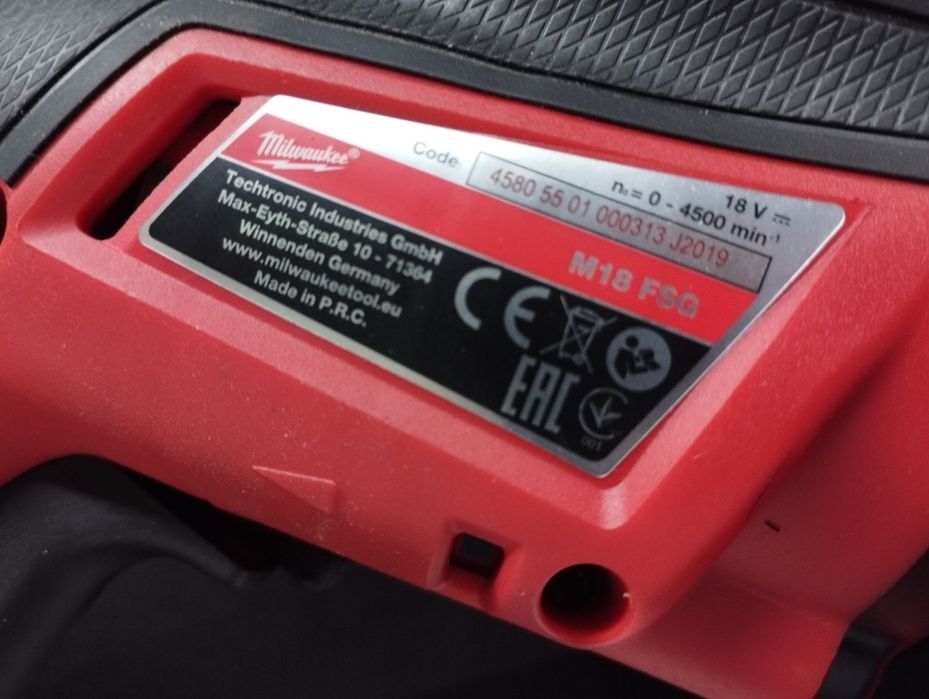 Milwaukee®
Code
4580 55 01 000313 J2019
18 V ⎓
n₀ = 0 - 4500 min⁻¹
M18 FSG
Techtronic Industries GmbH
Max-Eyth-Straße 10 - 71364
Winnenden Germany
www.milwaukeetool.eu
Made in P.R.C.
CE
EAC
001